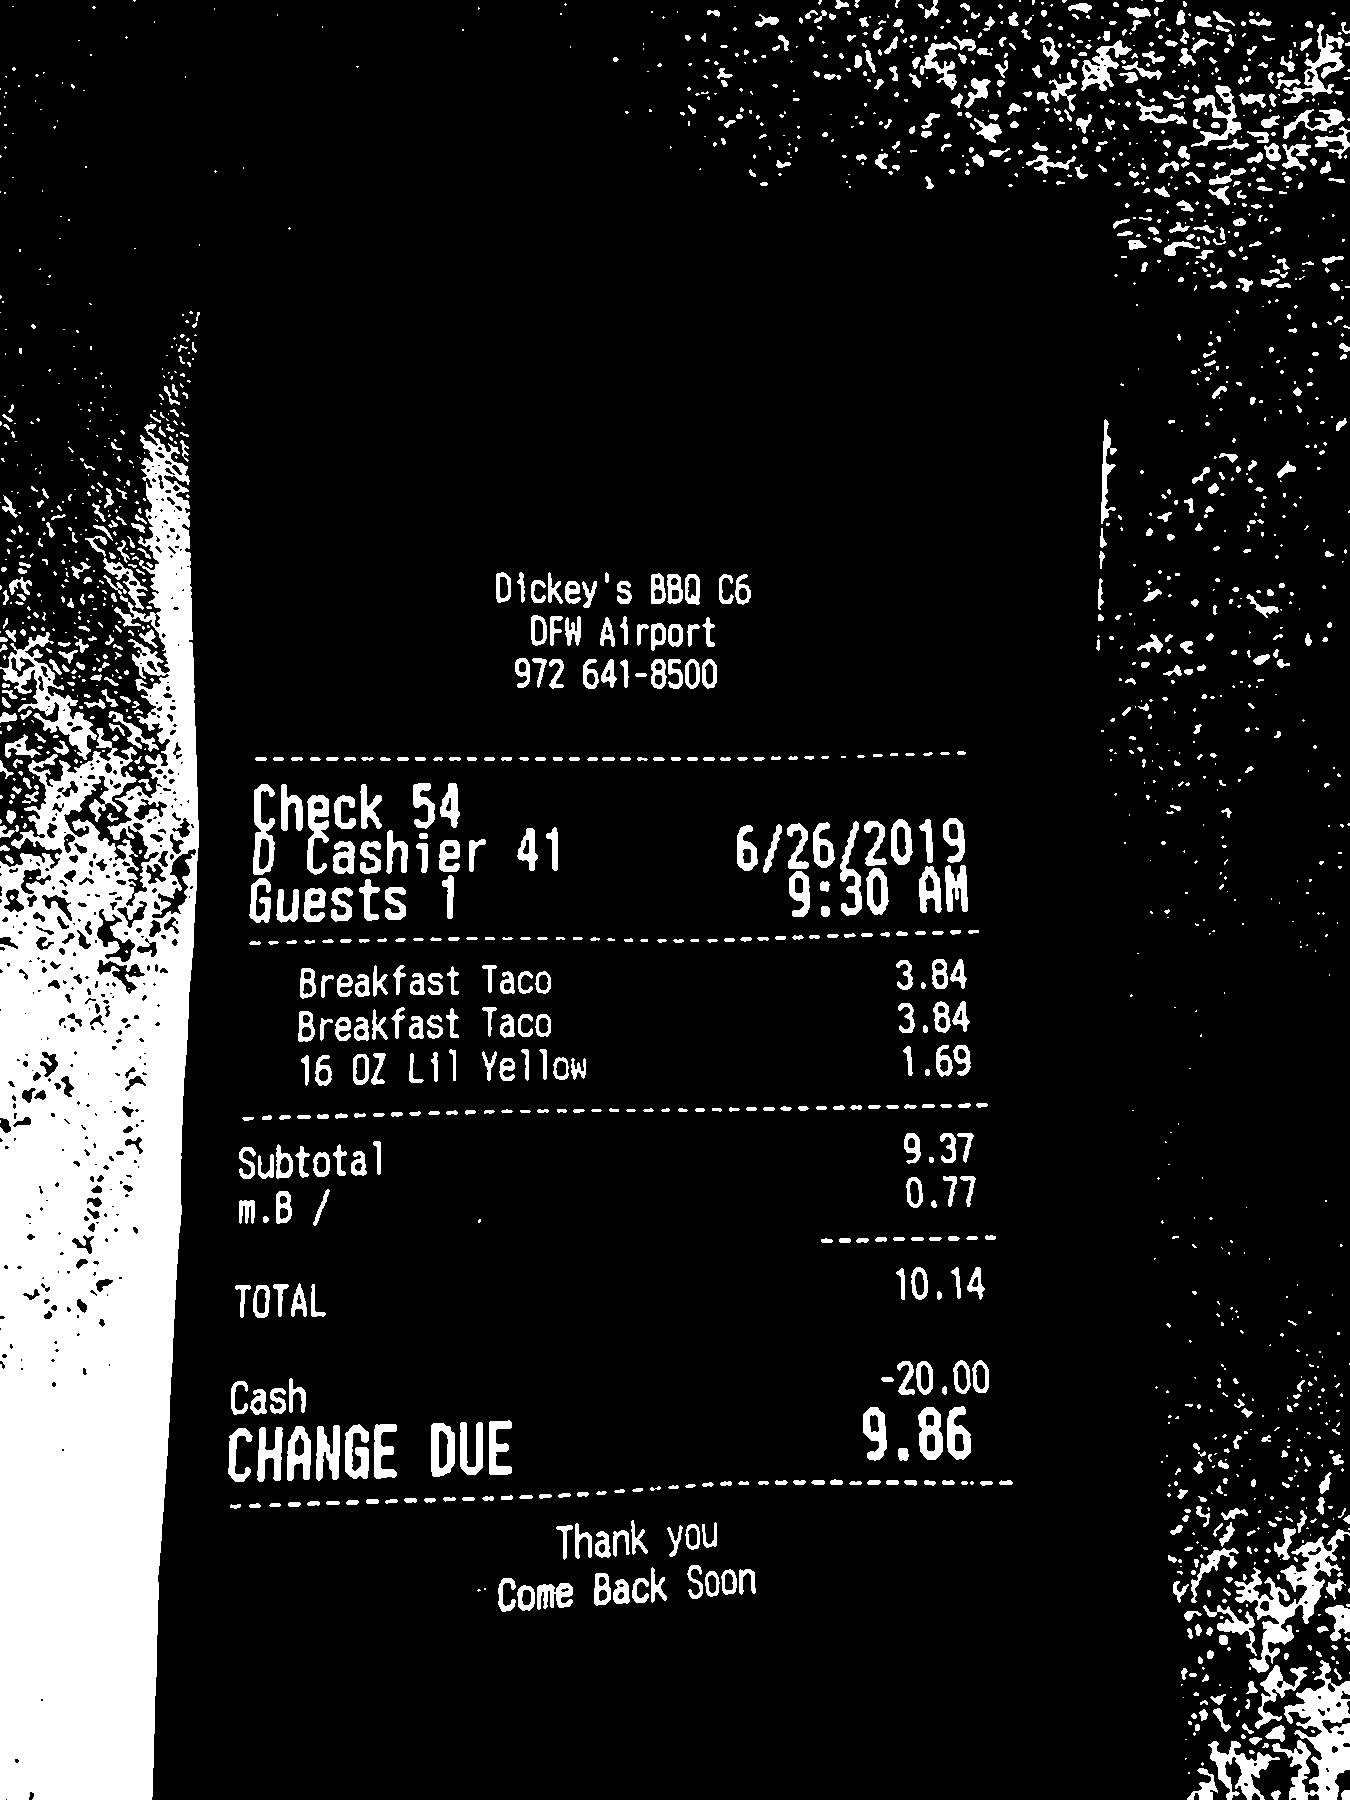 Dickey's BBQ C6
DFW Airport
972 641-8500
Check 54
D Cashier 41 6/26/2019
Guests 1 9:30 AM
Breakfast Taco 3.84
Breakfast Taco 3.84
16 OZ Lil Yellow 1.69
Subtotal 9.37
m.B / 0.77
TOTAL 10.14
Cash -20.00
CHANGE DUE 9.86
Thank you
Come Back Soon